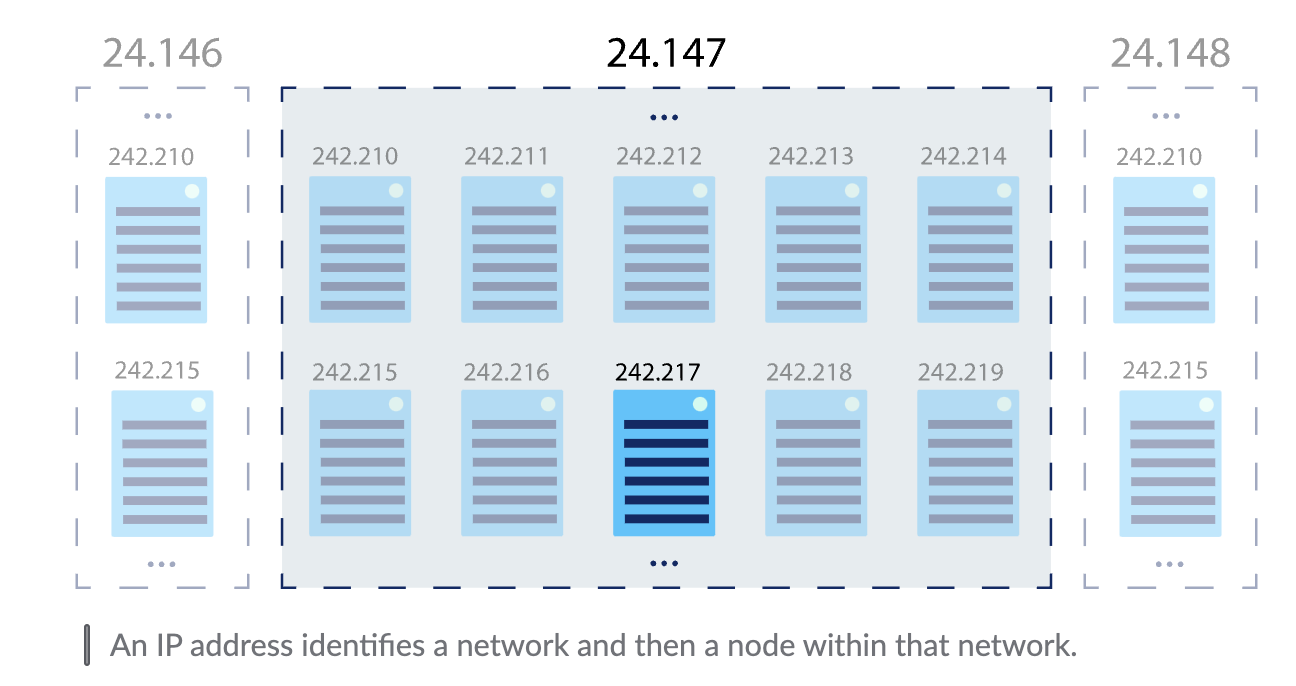 24.146 24.147 24.148
... ... ...
242.210 242.210 242.211 242.212 242.213 242.214 242.210
242.215 242.215 242.216 242.217 242.218 242.219 242.215
... ... ...
An IP address identifies a network and then a node within that network.